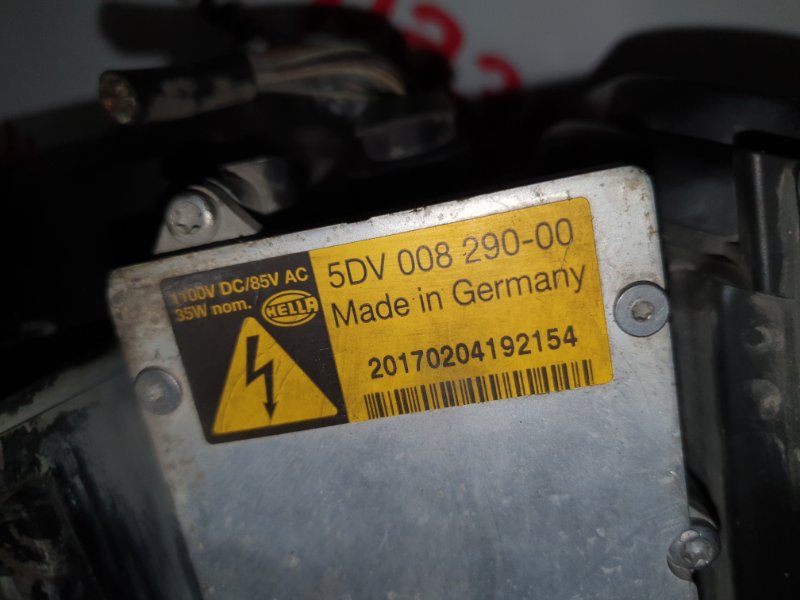 1100V DC/85V AC
35W nom.
HELLA
5DV 008 290-00
Made in Germany
20170204192154